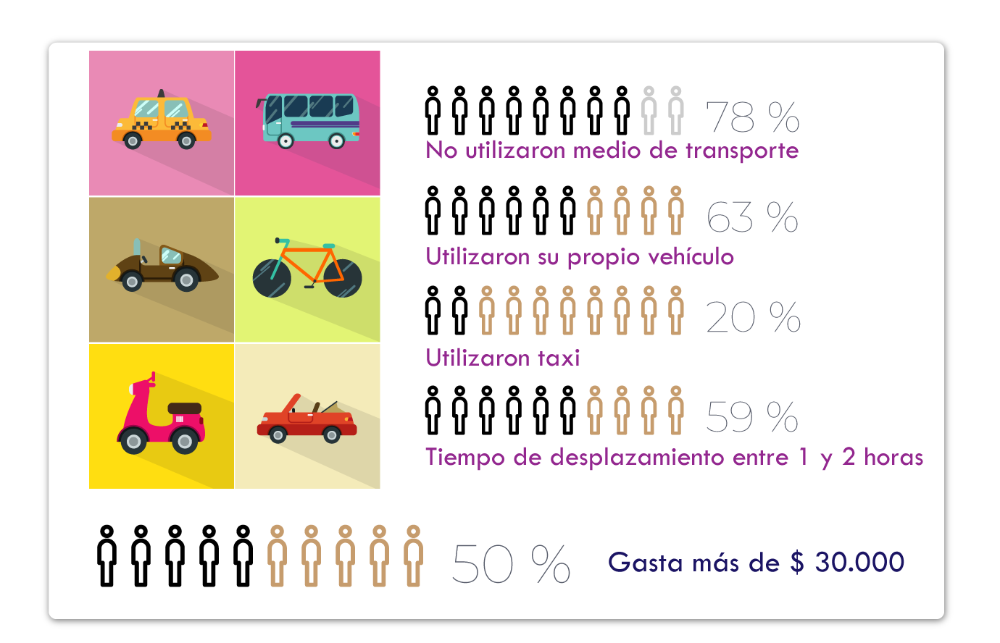 78 %
No utilizaron medio de transporte
63 %
Utilizaron su propio vehículo
20 %
Utilizaron taxi
59 %
Tiempo de desplazamiento entre 1 y 2 horas
50 %
Gasta más de $ 30.000